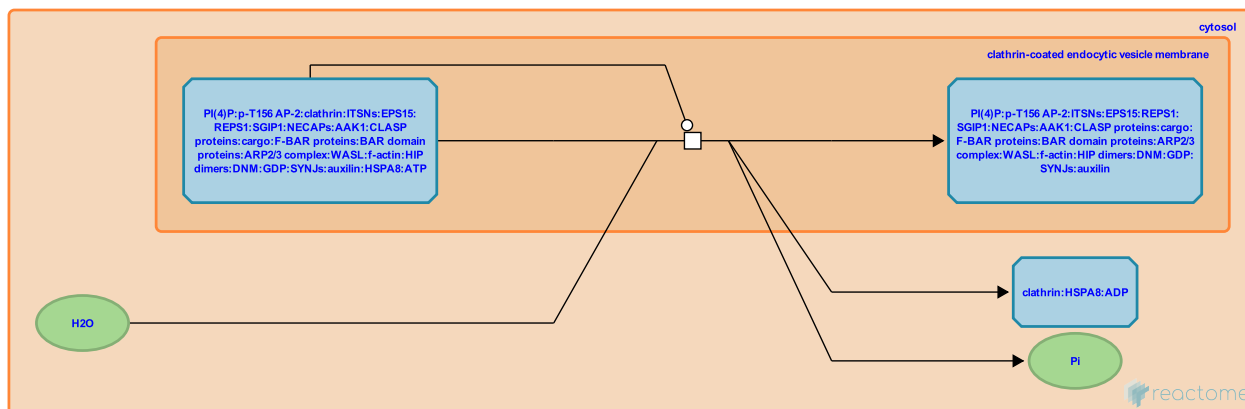 cytosol
clathrin-coated endocytic vesicle membrane
PI(4)P:p-T156 AP-2:clathrin:ITSNs:EPS15:
REPS1:SGIP1:NECAPs:AAK1:CLASP
proteins:cargo:F-BAR proteins:BAR domain
proteins:ARP2/3 complex:WASL:f-actin:HIP
dimers:DNM:GDP:SYNJs:auxilin:HSPA8:ATP
PI(4)P:p-T156 AP-2:ITSNs:EPS15:REPS1:
SGIP1:NECAPs:AAK1:CLASP proteins:cargo:
F-BAR proteins:BAR domain proteins:ARP2/3
complex:WASL:f-actin:HIP dimers:DNM:GDP:
SYNJs:auxilin
clathrin:HSPA8:ADP
H2O
Pi
reactome